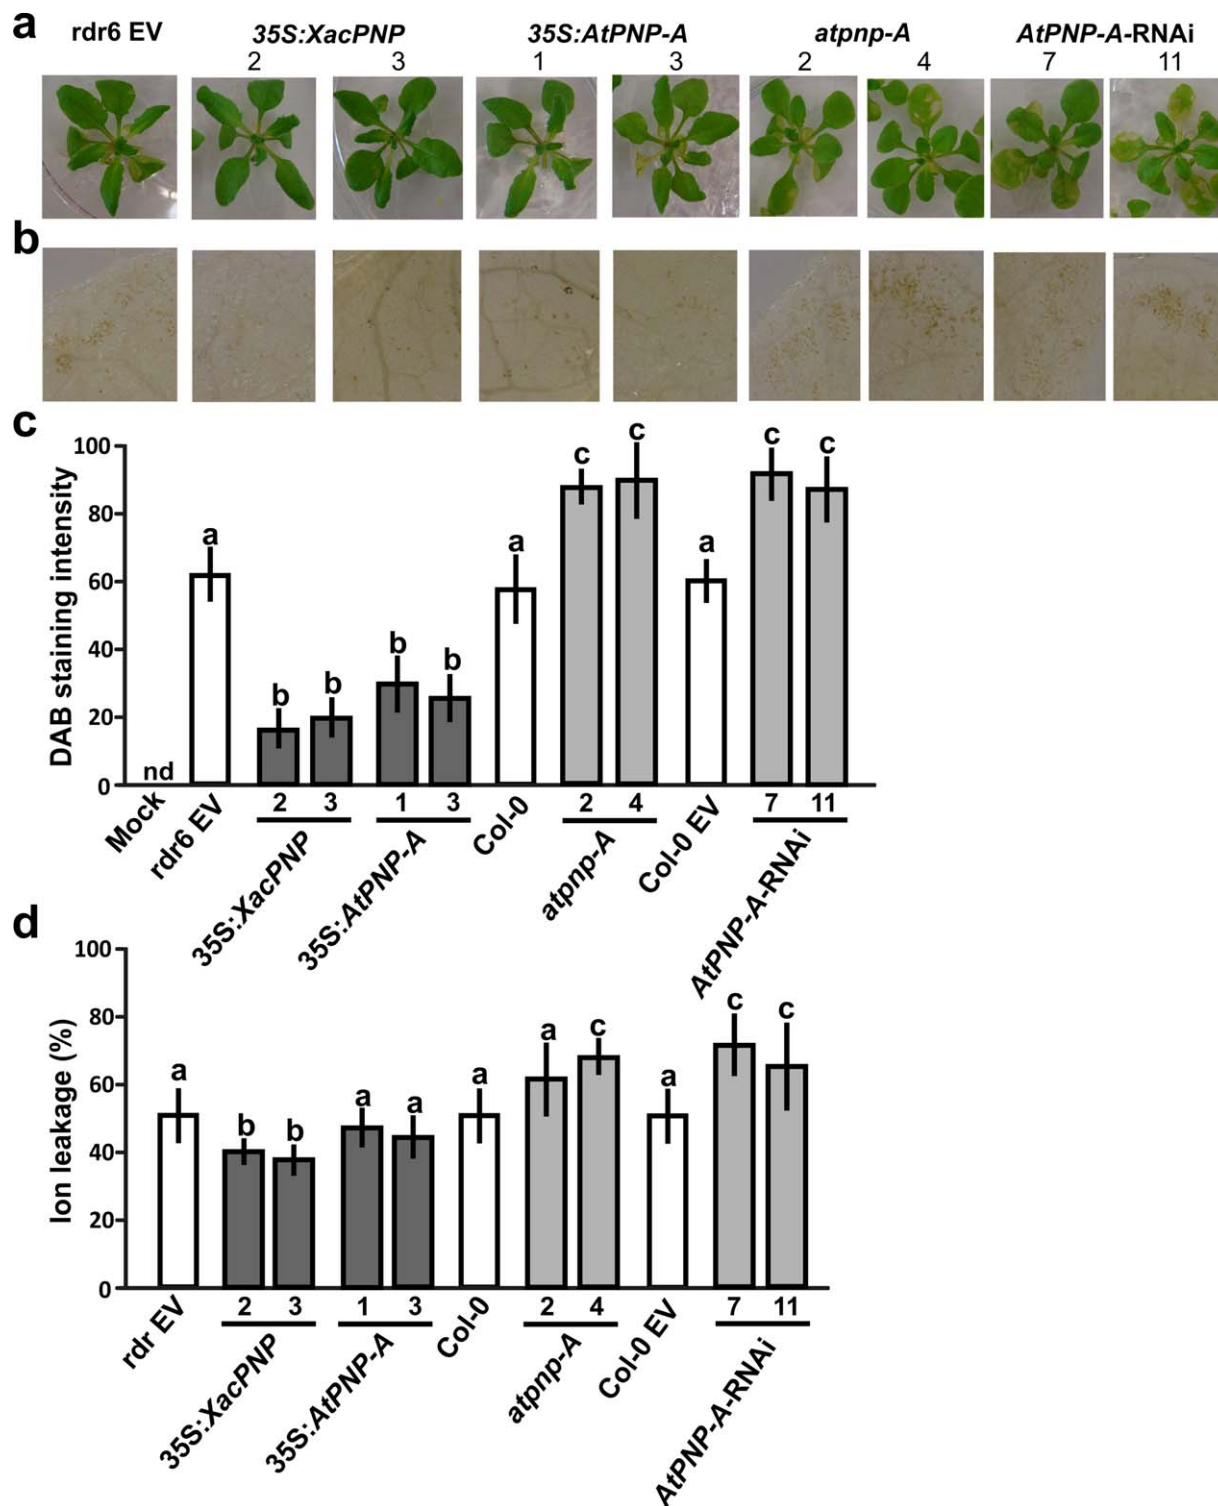 a
rdr6 EV 35S:XacPNP 35S:AtPNP-A atpnp-A AtPNP-A-RNAi
2 3 1 3 2 4 7 11
b
c
DAB staining intensity
100
80
60
40
20
0
nd
a
b
b
b
b
a
c
c
a
c
c
2 3 1 3 2 4 7 11
Mock
rdr6 EV
35S:XacPNP
35S:AtPNP-A
Col-0
atpnp-A
Col-0 EV
AtPNP-A-RNAi
d
Ion leakage (%)
100
80
60
40
20
0
a
b
b
a
a
a
a
c
a
c
c
2 3 1 3 2 4 7 11
rdr EV
35S:XacPNP
35S:AtPNP-A
Col-0
atpnp-A
Col-0 EV
AtPNP-A-RNAi